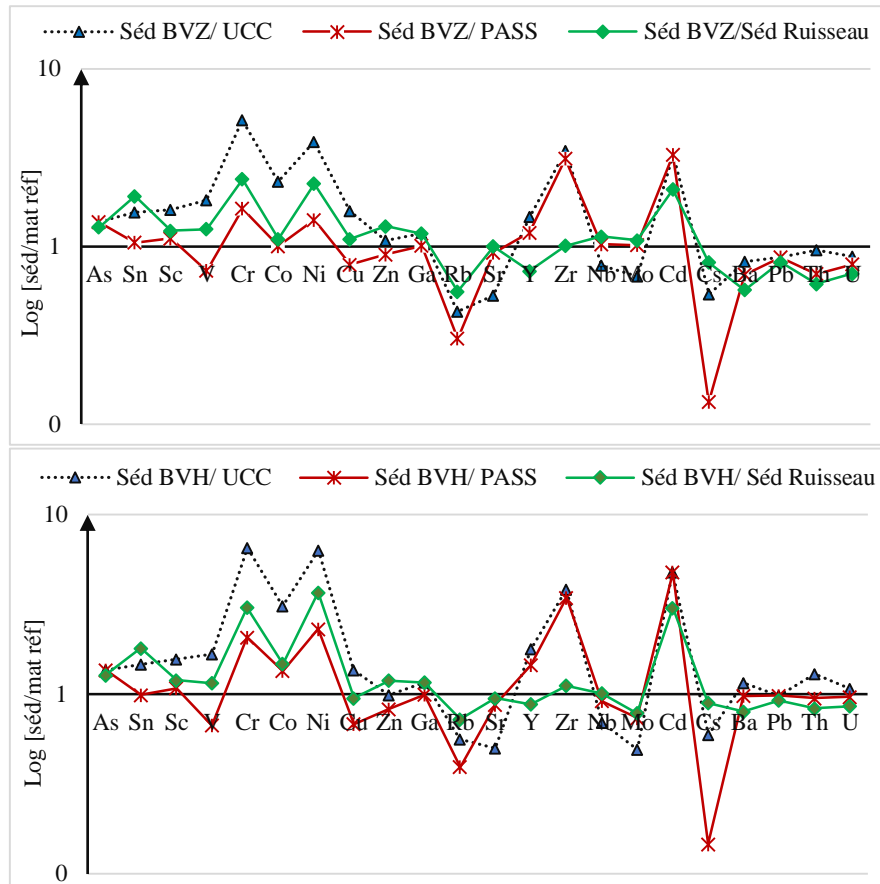 Séd BVZ/ UCC Séd BVZ/ PASS Séd BVZ/Séd Ruisseau
10
1
0
Log [séd/mat réf]
As Sn Sc V Cr Co Ni Cu Zn Ga Rb Sr Y Zr Nb Mo Cd Cs Ba Pb Th U
Séd BVH/ UCC Séd BVH/ PASS Séd BVH/ Séd Ruisseau
10
1
0
Log [séd/mat réf]
As Sn Sc V Cr Co Ni Cu Zn Ga Rb Sr Y Zr Nb Mo Cd Cs Ba Pb Th U